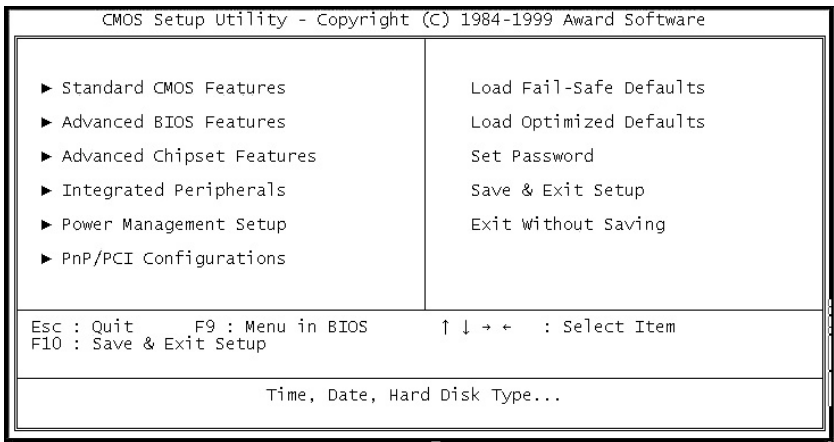 CMOS Setup Utility - Copyright (C) 1984-1999 Award Software
► Standard CMOS Features
► Advanced BIOS Features
► Advanced Chipset Features
► Integrated Peripherals
► Power Management Setup
► PnP/PCI Configurations
Load Fail-Safe Defaults
Load Optimized Defaults
Set Password
Save & Exit Setup
Exit Without Saving
Esc : Quit F9 : Menu in BIOS ↑ ↓ → ← : Select Item
F10 : Save & Exit Setup
Time, Date, Hard Disk Type...